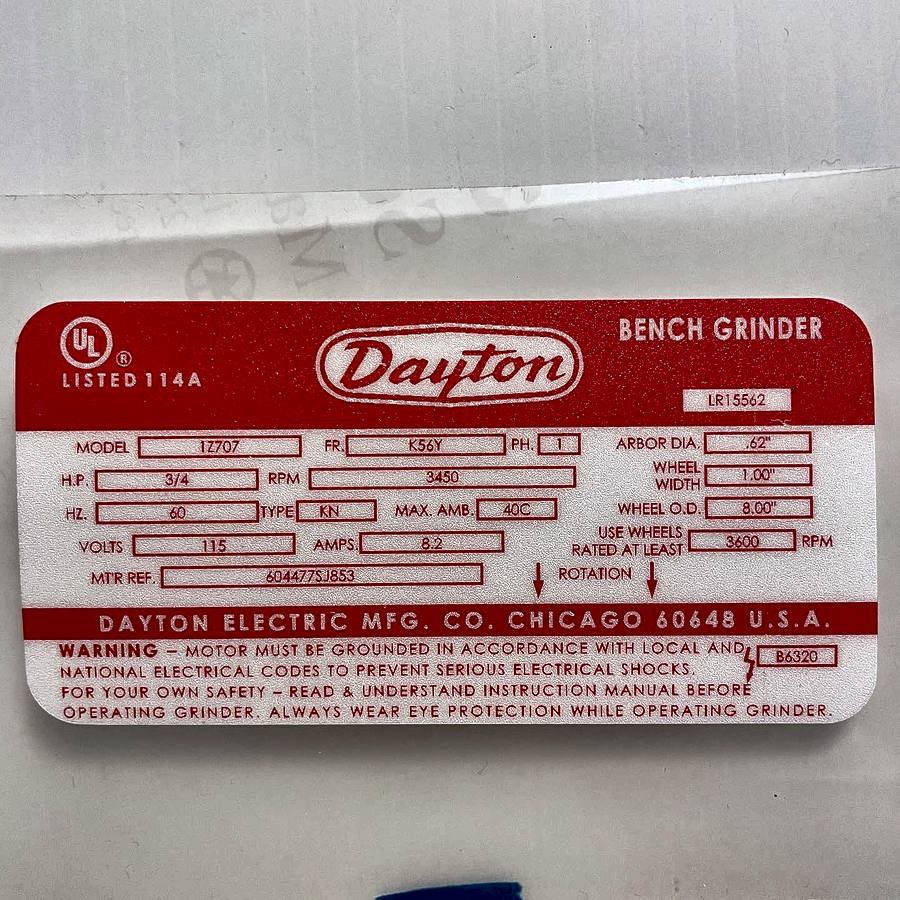 UL ®
LISTED 114A
Dayton
BENCH GRINDER
LR15562
MODEL 1Z707 FR. K56Y PH. 1 ARBOR DIA. .62"
H.P. 3/4 RPM 3450 WHEEL WIDTH 1.00"
HZ. 60 TYPE KN MAX. AMB. 40C WHEEL O.D. 8.00"
VOLTS 115 AMPS 8.2 USE WHEELS RATED AT LEAST 3600 RPM
MT'R REF. 604477SJ853 ROTATION
DAYTON ELECTRIC MFG. CO. CHICAGO 60648 U.S.A.
WARNING – MOTOR MUST BE GROUNDED IN ACCORDANCE WITH LOCAL AND
NATIONAL ELECTRICAL CODES TO PREVENT SERIOUS ELECTRICAL SHOCKS.
B6320
FOR YOUR OWN SAFETY – READ & UNDERSTAND INSTRUCTION MANUAL BEFORE
OPERATING GRINDER. ALWAYS WEAR EYE PROTECTION WHILE OPERATING GRINDER.